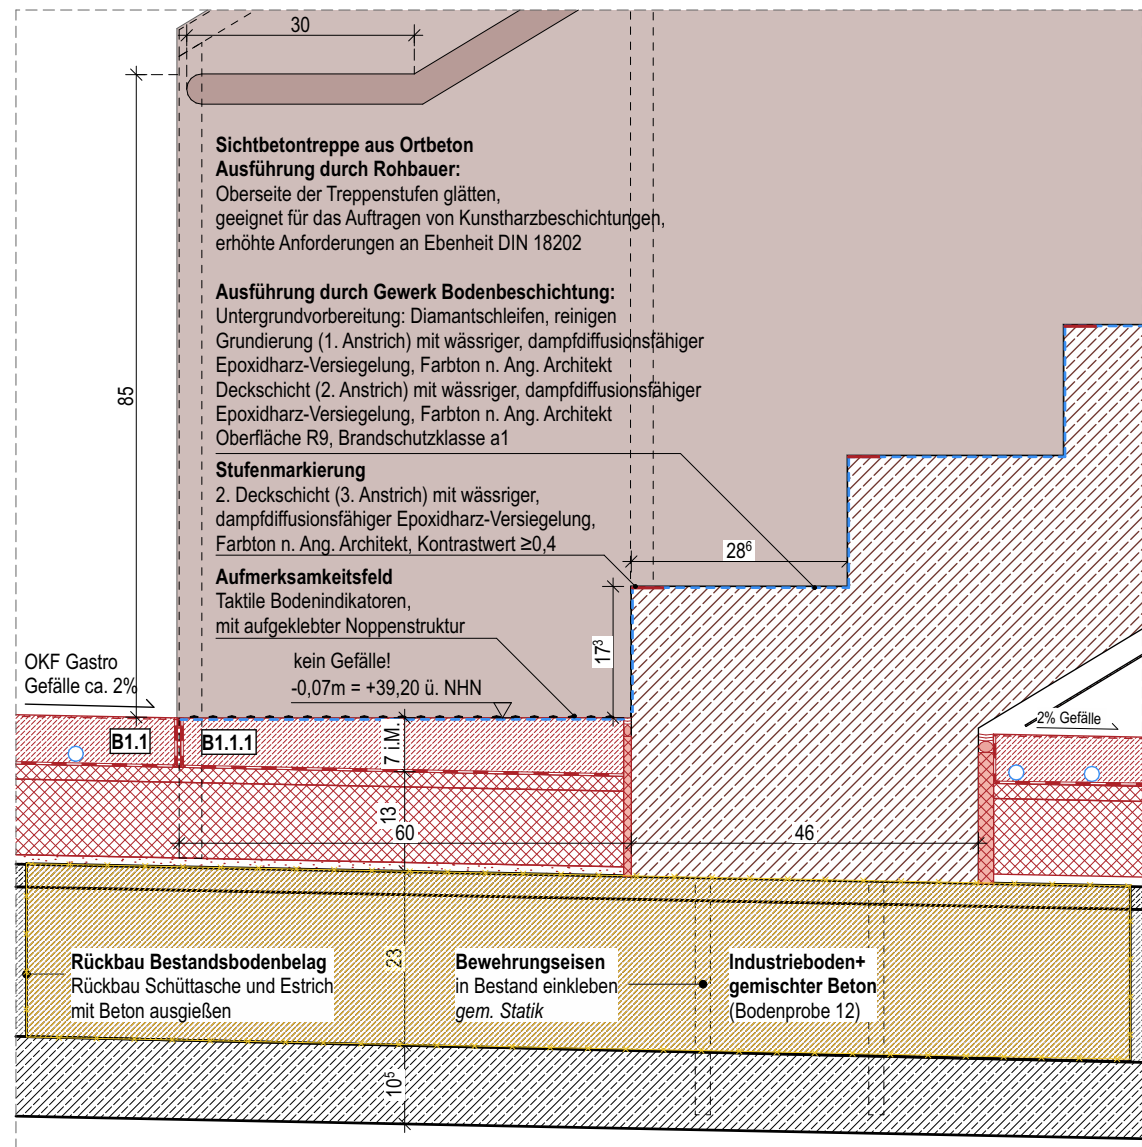 30
85
Sichtbetontreppe aus Ortbeton
Ausführung durch Rohbauer:
Oberseite der Treppenstufen glätten,
geeignet für das Auftragen von Kunstharzbeschichtungen,
erhöhte Anforderungen an Ebenheit DIN 18202
Ausführung durch Gewerk Bodenbeschichtung:
Untergrundvorbereitung: Diamantschleifen, reinigen
Grundierung (1. Anstrich) mit wässriger, dampfdiffusionsfähiger
Epoxidharz-Versiegelung, Farbton n. Ang. Architekt
Deckschicht (2. Anstrich) mit wässriger, dampfdiffusionsfähiger
Epoxidharz-Versiegelung, Farbton n. Ang. Architekt
Oberfläche R9, Brandschutzklasse a1
Stufenmarkierung
2. Deckschicht (3. Anstrich) mit wässriger,
dampfdiffusionsfähiger Epoxidharz-Versiegelung,
Farbton n. Ang. Architekt, Kontrastwert ≥0,4
28⁶
Aufmerksamkeitsfeld
Taktile Bodenindikatoren,
mit aufgeklebter Noppenstruktur
17³
OKF Gastro
Gefälle ca. 2%
kein Gefälle!
-0,07m = +39,20 ü. NHN
2% Gefälle
B1.1
B1.1.1
7 i.M.
13
60
46
23
Rückbau Bestandsbodenbelag
Rückbau Schüttasche und Estrich
mit Beton ausgießen
Bewehrungseisen
in Bestand einkleben
gem. Statik
Industrieboden+
gemischter Beton
(Bodenprobe 12)
10⁵